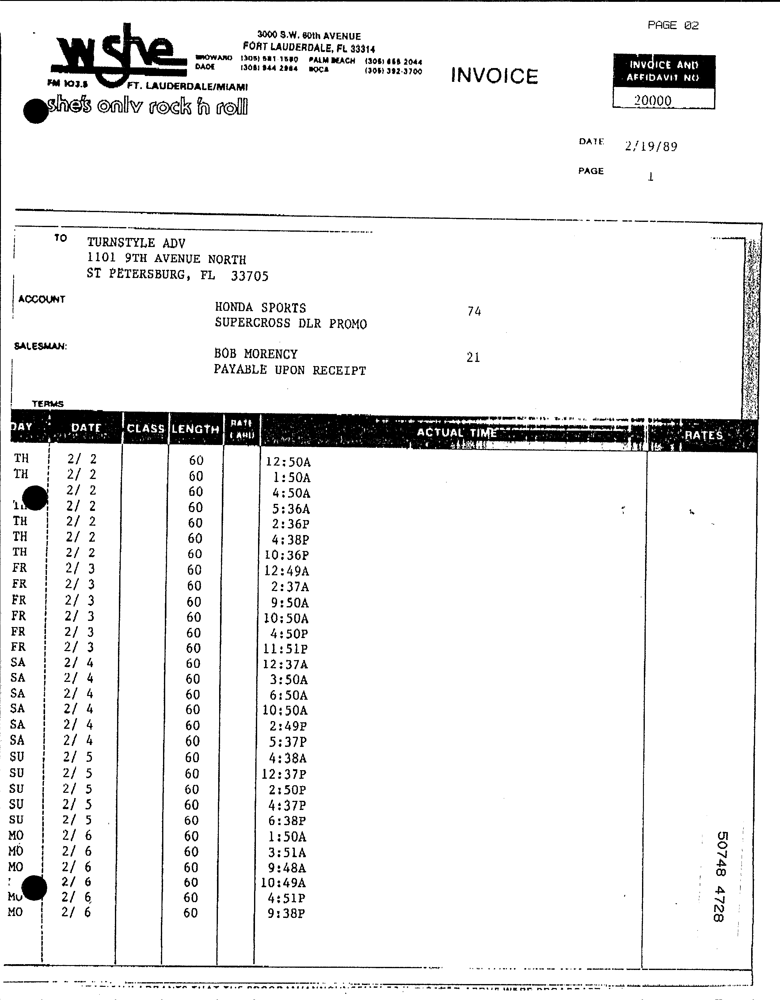 PAGE 02
wshe
FM 103.5 FT. LAUDERDALE/MIAMI
she's only rock 'n roll
3000 S.W. 60th AVENUE
FORT LAUDERDALE, FL 33314
BROWARD (305) 581 1580 PALM BEACH (305) 655 2044
DADE (305) 944 2984 BOCA (305) 392-3700
INVOICE
INVOICE AND
AFFIDAVIT NO
20000
DATE 2/19/89
PAGE 1
TO TURNSTYLE ADV
1101 9TH AVENUE NORTH
ST PETERSBURG, FL 33705
ACCOUNT HONDA SPORTS 74
SUPERCROSS DLR PROMO
SALESMAN: BOB MORENCY 21
PAYABLE UPON RECEIPT
TERMS
DAY DATE CLASS LENGTH RATE CARD ACTUAL TIME RATES
TH 2/ 2 60 12:50A
TH 2/ 2 60 1:50A
2/ 2 60 4:50A
2/ 2 60 5:36A
TH 2/ 2 60 2:36P
TH 2/ 2 60 4:38P
TH 2/ 2 60 10:36P
FR 2/ 3 60 12:49A
FR 2/ 3 60 2:37A
FR 2/ 3 60 9:50A
FR 2/ 3 60 10:50A
FR 2/ 3 60 4:50P
FR 2/ 3 60 11:51P
SA 2/ 4 60 12:37A
SA 2/ 4 60 3:50A
SA 2/ 4 60 6:50A
SA 2/ 4 60 10:50A
SA 2/ 4 60 2:49P
SA 2/ 4 60 5:37P
SU 2/ 5 60 4:38A
SU 2/ 5 60 12:37P
SU 2/ 5 60 2:50P
SU 2/ 5 60 4:37P
SU 2/ 5 60 6:38P
MO 2/ 6 60 1:50A
MO 2/ 6 60 3:51A
MO 2/ 6 60 9:48A
2/ 6 60 10:49A
MO 2/ 6 60 4:51P
MO 2/ 6 60 9:38P
50748 4728